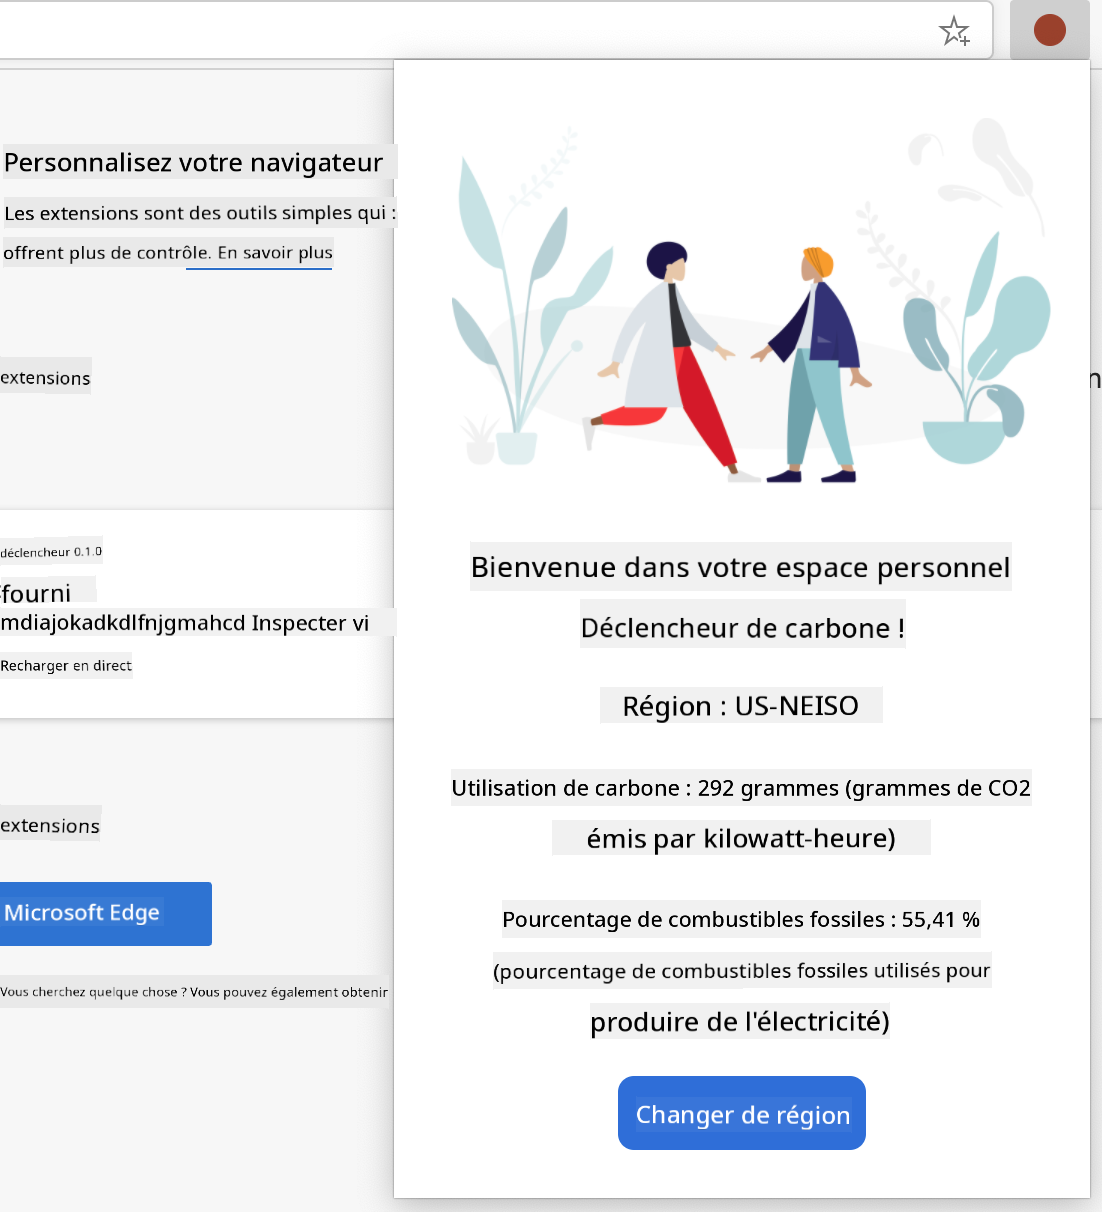 Personnalisez votre navigateur
Les extensions sont des outils simples qui :
offrent plus de contrôle. En savoir plus
extensions
déclencheur 0.1.0
fourni
mdiajokadkdlfnjgmahcd Inspecter vi
Recharger en direct
extensions
Microsoft Edge
Vous cherchez quelque chose ? Vous pouvez également obtenir
Bienvenue dans votre espace personnel
Déclencheur de carbone !
Région : US-NEISO
Utilisation de carbone : 292 grammes (grammes de CO2
émis par kilowatt-heure)
Pourcentage de combustibles fossiles : 55,41 %
(pourcentage de combustibles fossiles utilisés pour
produire de l'électricité)
Changer de région